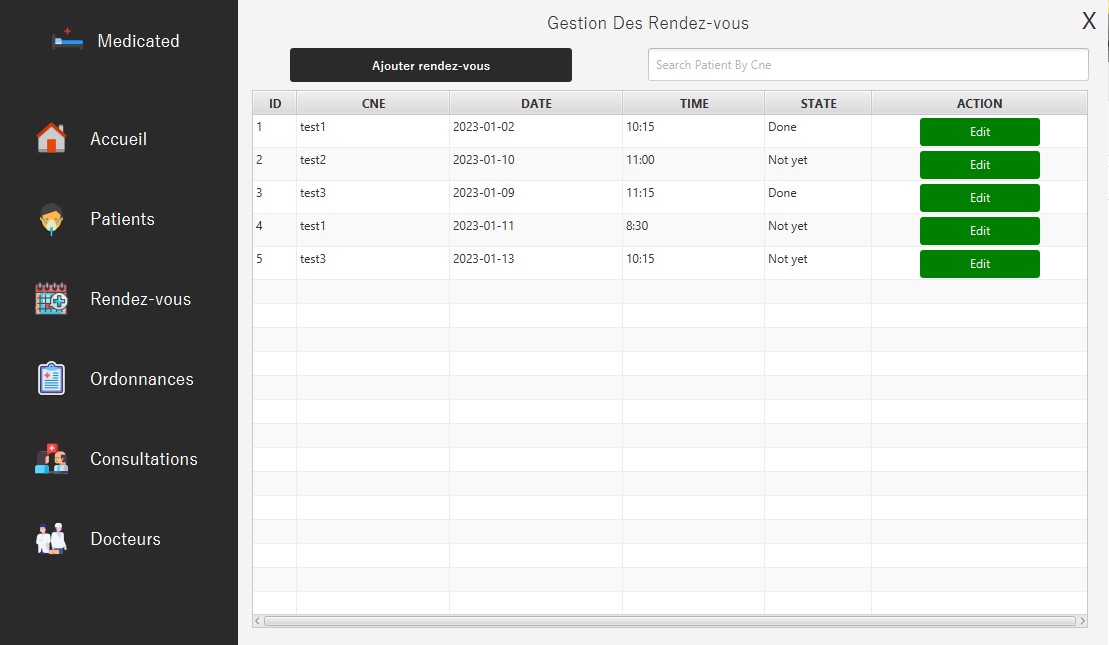 Medicated
Accueil
Patients
Rendez-vous
Ordonnances
Consultations
Docteurs
Gestion Des Rendez-vous
X
Ajouter rendez-vous
Search Patient By Cne
ID CNE DATE TIME STATE ACTION
1 test1 2023-01-02 10:15 Done Edit
2 test2 2023-01-10 11:00 Not yet Edit
3 test3 2023-01-09 11:15 Done Edit
4 test1 2023-01-11 8:30 Not yet Edit
5 test3 2023-01-13 10:15 Not yet Edit